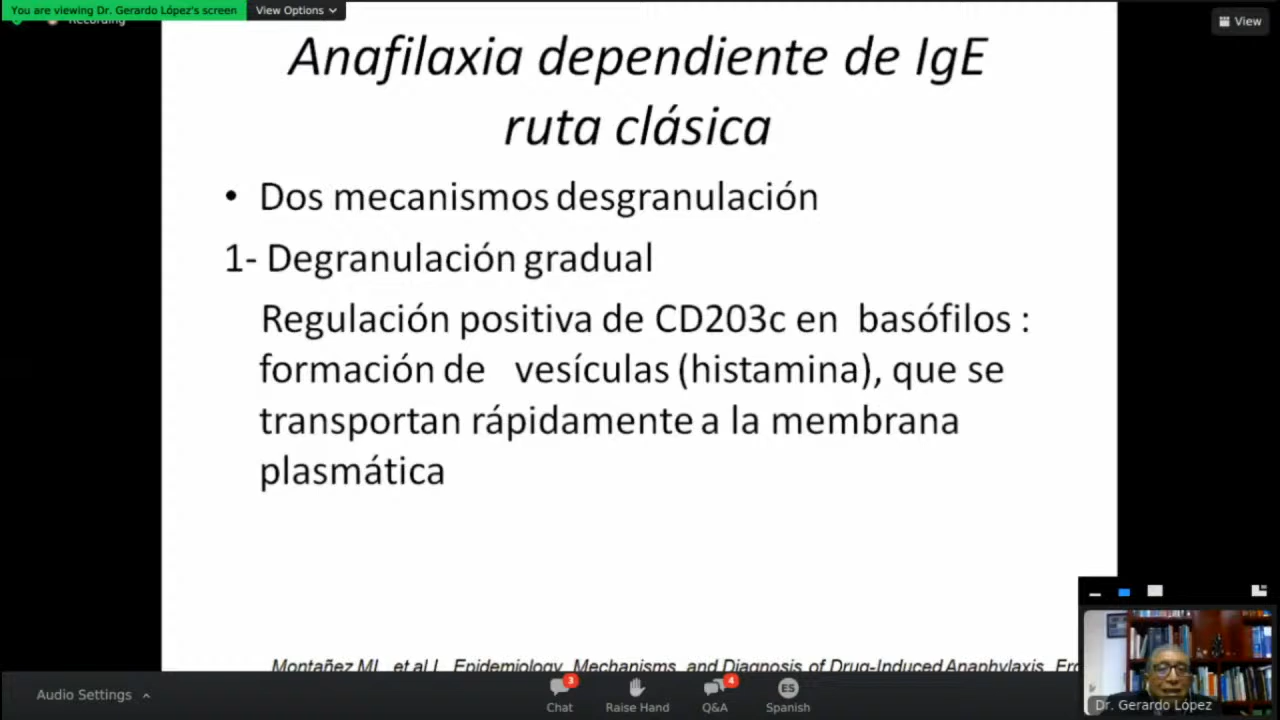 You are viewing Dr. Gerardo López's screen
View Options
Recording
View
Anafilaxia dependiente de IgE
ruta clásica
• Dos mecanismos desgranulación
1- Degranulación gradual
Regulación positiva de CD203c en basófilos :
formación de vesículas (histamina), que se
transportan rápidamente a la membrana
plasmática
Montañez MI, et al I. Epidemiology, Mechanisms, and Diagnosis of Drug-Induced Anaphylaxis.
Audio Settings
3
Chat
Raise Hand
4
Q&A
ES
Spanish
Dr. Gerardo López